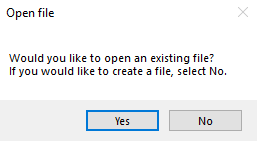 Open file
Would you like to open an existing file?
If you would like to create a file, select No.
Yes
No